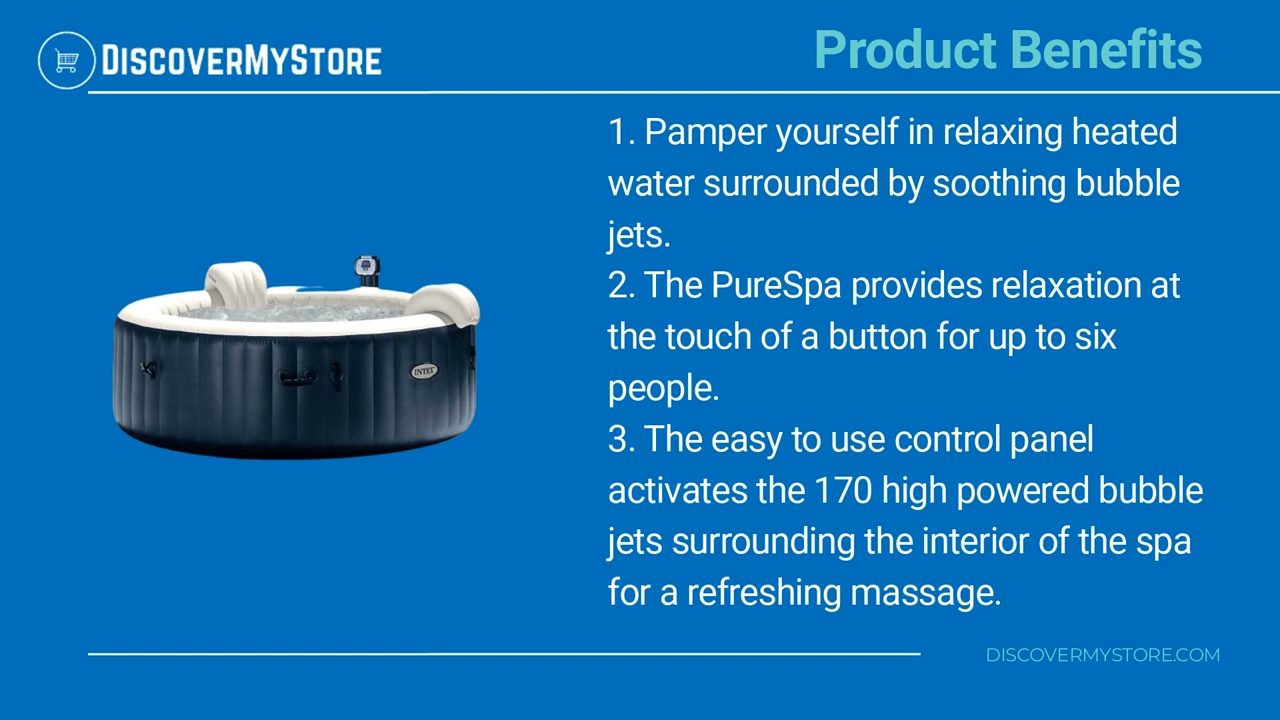 DISCOVERMYSTORE
Product Benefits
1. Pamper yourself in relaxing heated
water surrounded by soothing bubble
jets.
2. The PureSpa provides relaxation at
the touch of a button for up to six
people.
3. The easy to use control panel
activates the 170 high powered bubble
jets surrounding the interior of the spa
for a refreshing massage.
INTEX
DISCOVERMYSTORE.COM